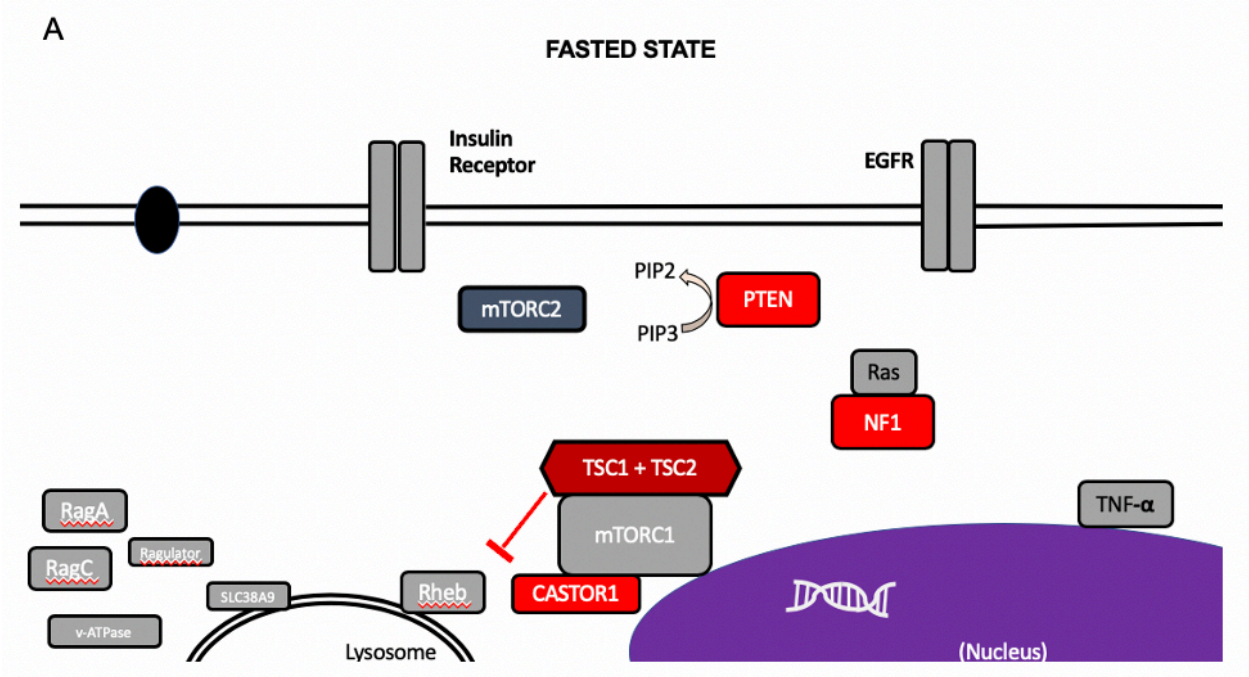 A
FASTED STATE
Insulin
Receptor
EGFR
PIP2
PTEN
mTORC2
PIP3
Ras
NF1
TSC1 + TSC2
RagA
TNF-α
mTORC1
Ragulator
RagC
SLC38A9
Rheb
CASTOR1
v-ATPase
Lysosome
(Nucleus)